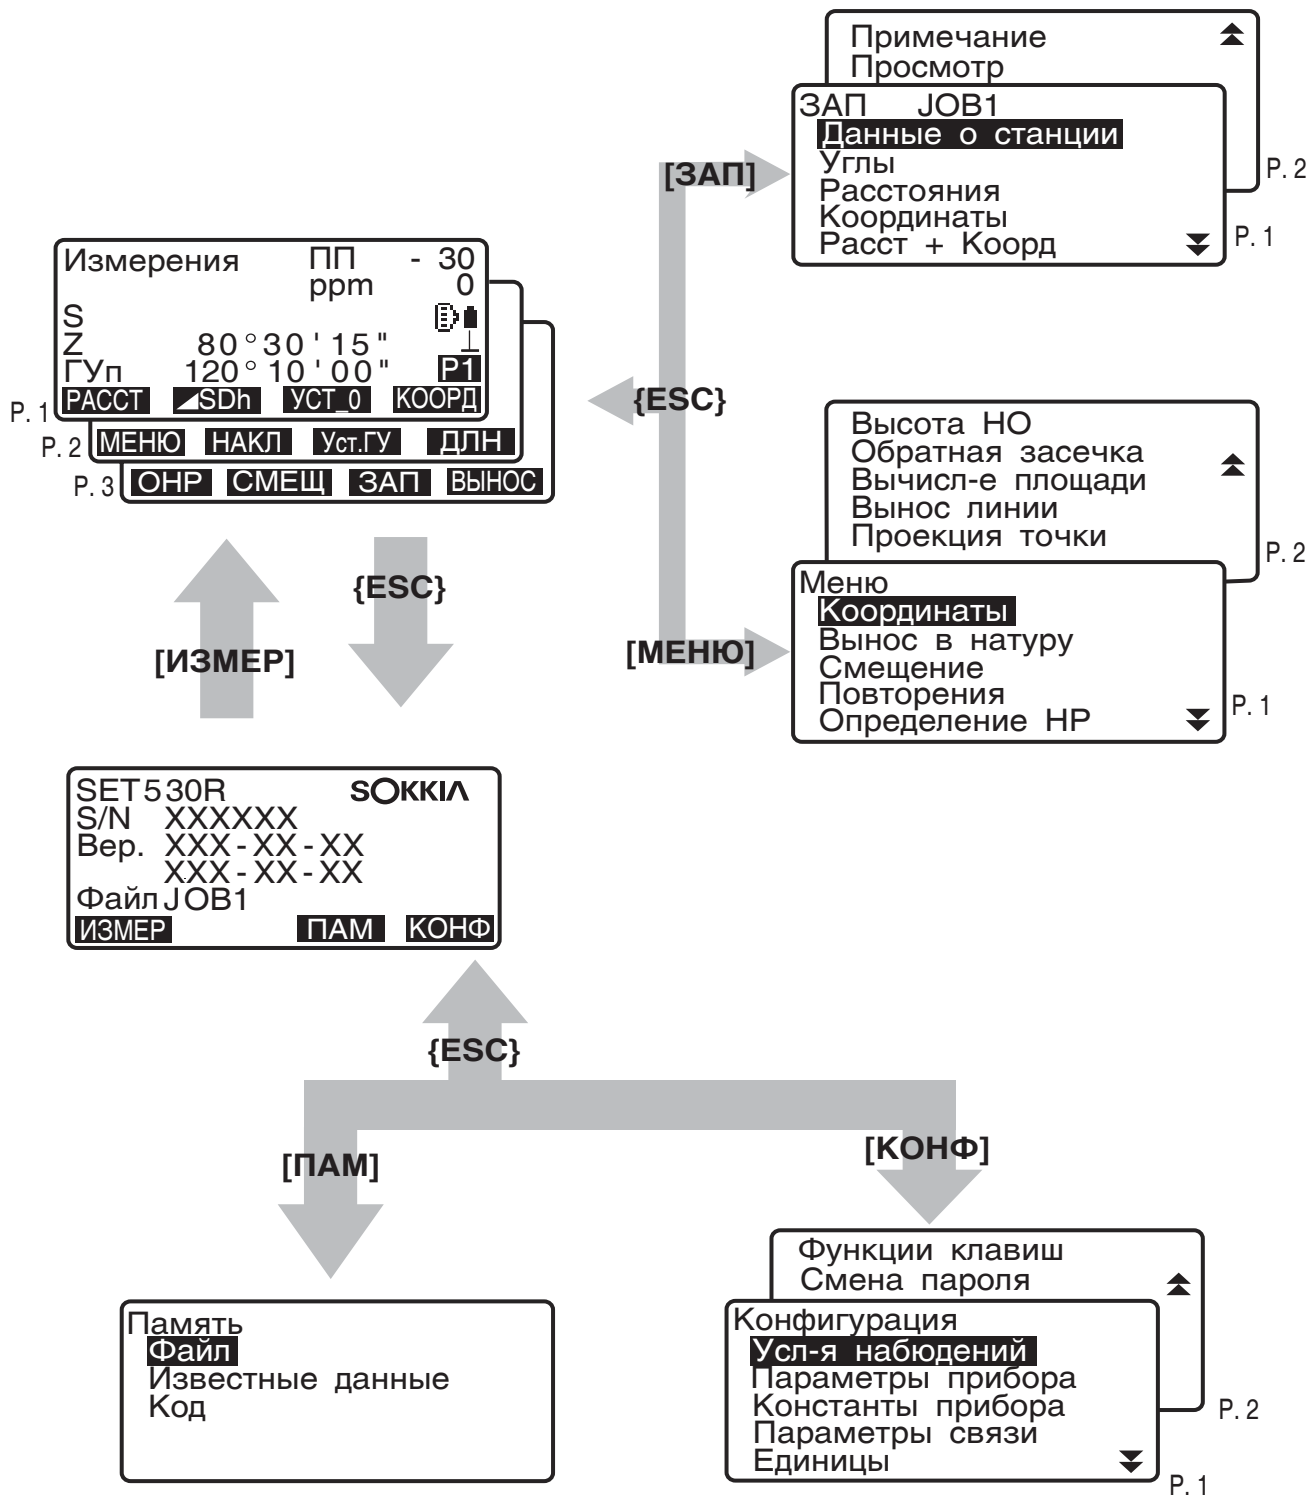 Примечание
Просмотр
ЗАП JOB1
Данные о станции
Углы
Расстояния
Координаты
Расст + Коорд
P. 2
P. 1
[ЗАП]
Измерения ПП - 30
ppm 0
S
Z 80°30'15"
ГУп 120°10'00" P1
РАССТ SDh УСТ_0 КООРД
P. 1
МЕНЮ НАКЛ Уст.ГУ ДЛН
P. 2
ОНР СМЕЩ ЗАП ВЫНОС
P. 3
{ESC}
Высота НО
Обратная засечка
Вычисл-е площади
Вынос линии
Проекция точки
P. 2
Меню
Координаты
Вынос в натуру
Смещение
Повторения
Определение НР
P. 1
[МЕНЮ]
{ESC}
[ИЗМЕР]
SET530R SOKKIA
S/N XXXXXX
Вер. XXX-XX-XX
XXX-XX-XX
Файл JOB1
ИЗМЕР ПАМ КОНФ
{ESC}
[ПАМ]
[КОНФ]
Память
Файл
Известные данные
Код
Функции клавиш
Смена пароля
Конфигурация
Усл-я набюдений
Параметры прибора
Константы прибора
Параметры связи
Единицы
P. 2
P. 1